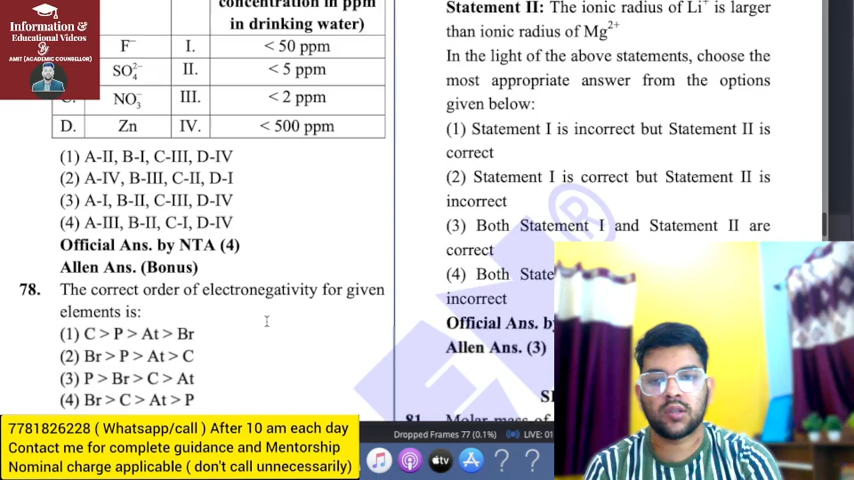 Information &
Educational Videos
By
AMIT (ACADEMIC COUNSELLOR)
concentration in ppm
in drinking water)
F⁻ I. < 50 ppm
SO₄²⁻ II. < 5 ppm
NO₃⁻ III. < 2 ppm
D. Zn IV. < 500 ppm
(1) A-II, B-I, C-III, D-IV
(2) A-IV, B-III, C-II, D-I
(3) A-I, B-II, C-III, D-IV
(4) A-III, B-II, C-I, D-IV
Official Ans. by NTA (4)
Allen Ans. (Bonus)
78. The correct order of electronegativity for given
elements is:
(1) C > P > At > Br
(2) Br > P > At > C
(3) P > Br > C > At
(4) Br > C > At > P
Statement II: The ionic radius of Li⁺ is larger
than ionic radius of Mg²⁺
In the light of the above statements, choose the
most appropriate answer from the options
given below:
(1) Statement I is incorrect but Statement II is
correct
(2) Statement I is correct but Statement II is
incorrect
(3) Both Statement I and Statement II are
correct
(4) Both State
incorrect
Official Ans. b
Allen Ans. (3)
81. Molar mass of
7781826228 ( Whatsapp/call ) After 10 am each day
Contact me for complete guidance and Mentorship
Nominal charge applicable ( don't call unnecessarily)
Dropped Frames 77 (0.1%) LIVE: 01
tv